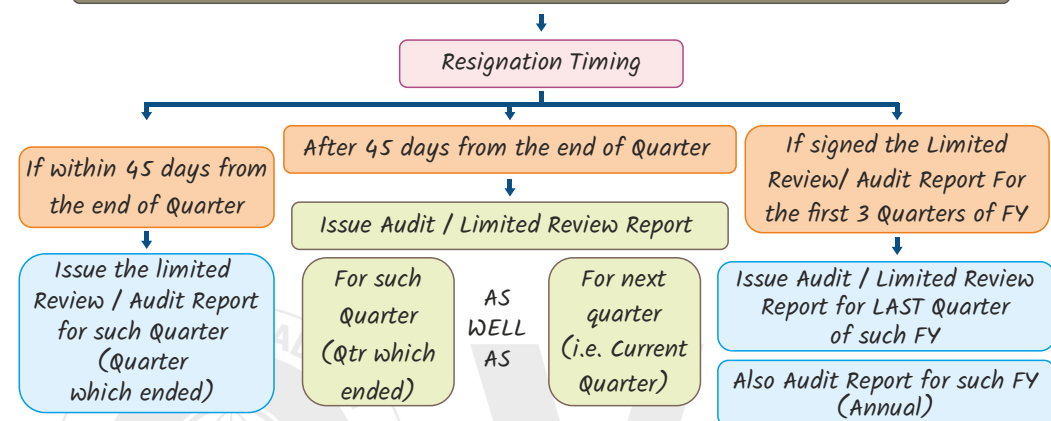 Resignation Timing
If within 45 days from
the end of Quarter
Issue the limited
Review / Audit Report
for such Quarter
(Quarter
which ended)
After 45 days from the end of Quarter
Issue Audit / Limited Review Report
For such
Quarter
(Qtr which
ended)
AS
WELL
AS
For next
quarter
(i.e. Current
Quarter)
If signed the Limited
Review/ Audit Report For
the first 3 Quarters of FY
Issue Audit / Limited Review
Report for LAST Quarter
of such FY
Also Audit Report for such FY
(Annual)